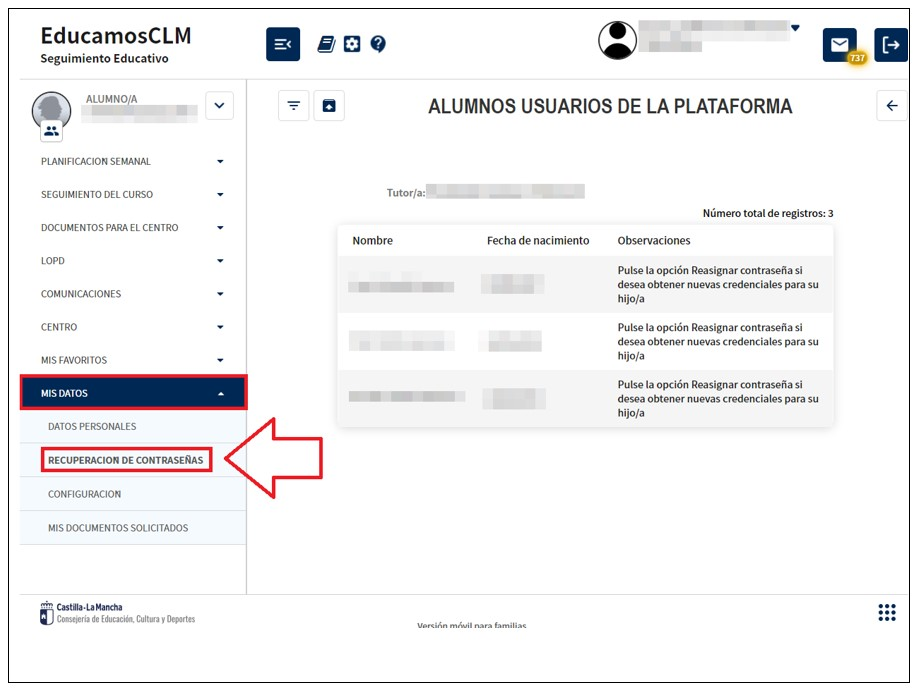 EducamosCLM
Seguimiento Educativo
737
ALUMNO/A
PLANIFICACION SEMANAL
SEGUIMIENTO DEL CURSO
DOCUMENTOS PARA EL CENTRO
LOPD
COMUNICACIONES
CENTRO
MIS FAVORITOS
MIS DATOS
DATOS PERSONALES
RECUPERACION DE CONTRASEÑAS
CONFIGURACION
MIS DOCUMENTOS SOLICITADOS
ALUMNOS USUARIOS DE LA PLATAFORMA
Tutor/a:
Número total de registros: 3
Nombre Fecha de nacimiento Observaciones
Pulse la opción Reasignar contraseña si
desea obtener nuevas credenciales para su
hijo/a
Pulse la opción Reasignar contraseña si
desea obtener nuevas credenciales para su
hijo/a
Pulse la opción Reasignar contraseña si
desea obtener nuevas credenciales para su
hijo/a
Castilla-La Mancha
Consejería de Educación, Cultura y Deportes
Versión móvil para familias